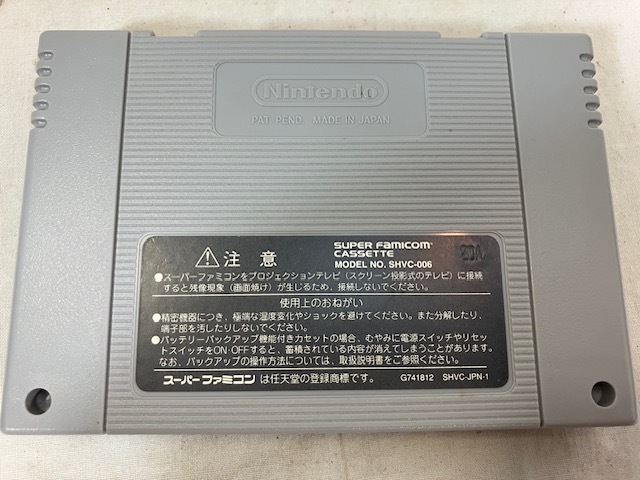 Nintendo
PAT. PEND. MADE IN JAPAN
⚠注意
SUPER FAMICOM
CASSETTE
MODEL NO. SHVC-006
●スーパーファミコンをプロジェクションテレビ(スクリーン投影式のテレビ)に接続
すると残像現象(画面焼け)が生じるため、接続しないでください。
使用上のおねがい
●精密機器につき、極端な温度変化やショックを避けてください。また分解したり、
端子部を汚したりしないでください。
●バッテリーバックアップ機能付きカセットの場合、むやみに電源スイッチやリセッ
トスイッチをON・OFFすると、蓄積されている内容が消えてしまうことがあります。
なお、バックアップの操作方法については、取扱説明書をご参照ください。
スーパーファミコンは任天堂の登録商標です。 G741812 SHVC-JPN-1